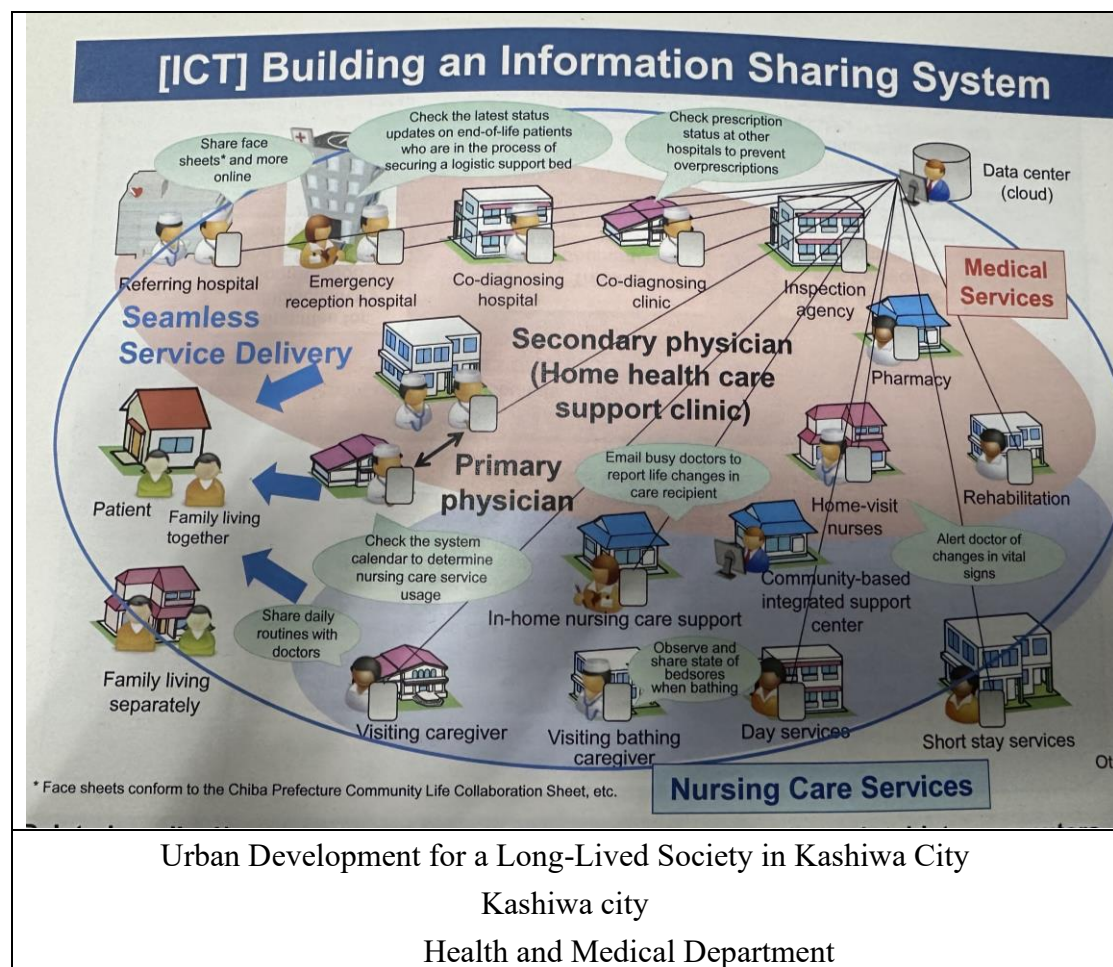 [ICT] Building an Information Sharing System
Share face
sheets* and more
online
Check the latest status
updates on end-of-life patients
who are in the process of
securing a logistic support bed
Check prescription
status at other
hospitals to prevent
overprescriptions
Data center
(cloud)
Referring hospital
Emergency
reception hospital
Co-diagnosing
hospital
Co-diagnosing
clinic
Inspection
agency
Medical
Services
Seamless
Service Delivery
Secondary physician
(Home health care
support clinic)
Pharmacy
Primary
physician
Email busy doctors to
report life changes in
care recipient
Home-visit
nurses
Rehabilitation
Patient
Family living
together
Check the system
calendar to determine
nursing care service
usage
Alert doctor of
changes in vital
signs
In-home nursing care support
Community-based
integrated support
center
Share daily
routines with
doctors
Observe and
share state of
bedsores
when bathing
Family living
separately
Visiting caregiver
Visiting bathing
caregiver
Day services
Short stay services
* Face sheets conform to the Chiba Prefecture Community Life Collaboration Sheet, etc.
Nursing Care Services
Urban Development for a Long-Lived Society in Kashiwa City
Kashiwa city
Health and Medical Department